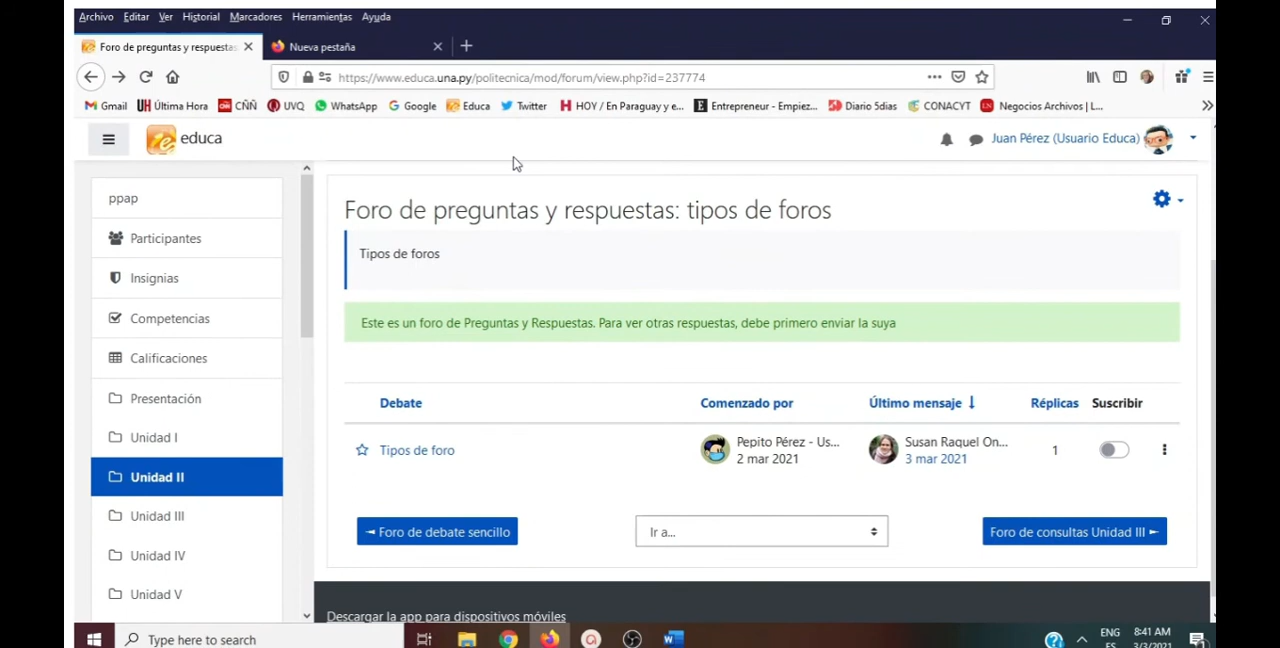 Archivo Editar Ver Historial Marcadores Herramientas Ayuda
Foro de preguntas y respuestas: Nueva pestaña
https://www.educa.una.py/politecnica/mod/forum/view.php?id=237774
Gmail Última Hora CÑÑ UVQ WhatsApp Google Educa Twitter HOY / En Paraguay y e... Entrepreneur - Empiez... Diario 5dias CONACYT Negocios Archivos | L...
educa
Juan Pérez (Usuario Educa)
ppap
Participantes
Insignias
Competencias
Calificaciones
Presentación
Unidad I
Unidad II
Unidad III
Unidad IV
Unidad V
Foro de preguntas y respuestas: tipos de foros
Tipos de foros
Este es un foro de Preguntas y Respuestas. Para ver otras respuestas, debe primero enviar la suya
Debate Comenzado por Último mensaje ↓ Réplicas Suscribir
Tipos de foro Pepito Pérez - Us... Susan Raquel On... 1
2 mar 2021 3 mar 2021
◄ Foro de debate sencillo Ir a... Foro de consultas Unidad III ►
Descargar la app para dispositivos móviles
Type here to search
ENG 8:41 AM
ES 3/3/2021